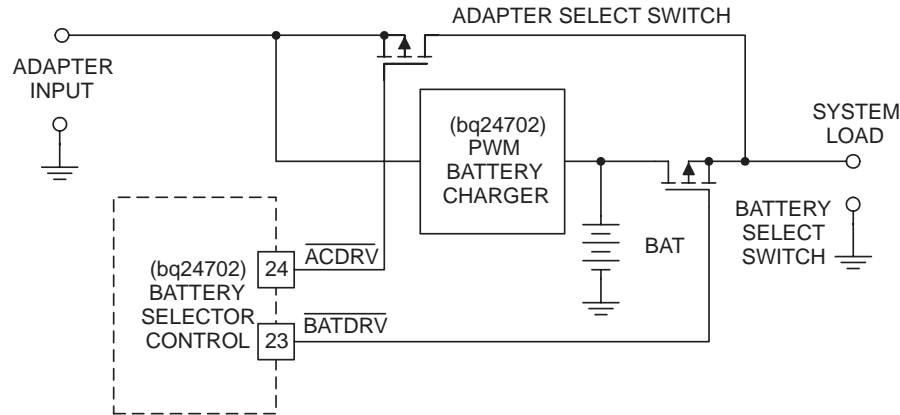 ADAPTER SELECT SWITCH
ADAPTER
INPUT
(bq24702)
PWM
BATTERY
CHARGER
SYSTEM
LOAD
BATTERY
SELECT
SWITCH
BAT
(bq24702)
BATTERY
SELECTOR
CONTROL
24
ACDRV
23
BATDRV